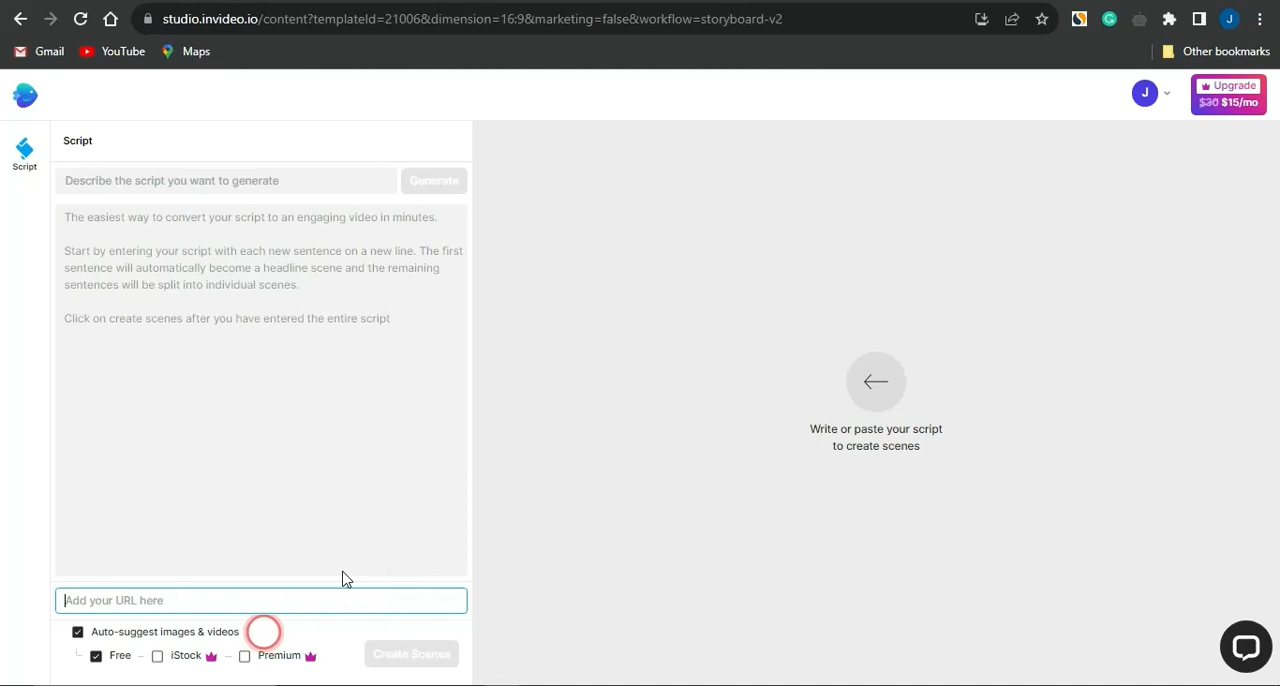 studio.invideo.io/content?templateId=21006&dimension=16:9&marketing=false&workflow=storyboard-v2
J
Gmail
YouTube
Maps
Other bookmarks
J
Upgrade
$30 $15/mo
Script
Script
Describe the script you want to generate
Generate
The easiest way to convert your script to an engaging video in minutes.
Start by entering your script with each new sentence on a new line. The first
sentence will automatically become a headline scene and the remaining
sentences will be split into individual scenes.
Click on create scenes after you have entered the entire script
Write or paste your script
to create scenes
Add your URL here
Auto-suggest images & videos
Free
iStock
Premium
Create Scenes